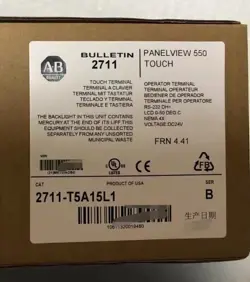 AB
BULLETIN
2711
PANELVIEW 550
TOUCH
TOUCH TERMINAL
TERMINAL A CLAVIER
TERMINAL MIT TASTATUR
TECLADO Y TERMINAL
TERMINALE E TASTIERA
OPERATOR TERMINAL
TERMINAL OPERATEUR
BEDIENER OF TERMINAL
TERMINALE PER OPERATORE
RS-232 DH+
LCD 0-55 DEG C
NEMA 4X
VOLTAGE:DC24V
THE BACKLIGHT IN THIS UNIT CONTAINS
MERCURY AT THE END OF ITS LIFE THIS
EQUIPMENT SHOULD BE COLLECTED
SEPARATELY FROM ANY UNSORTED
MUNICIPAL WASTE
FRN 4.41
CAT
PRODUCT OF USA
SER
2711-T5A15L1
B
生产日期